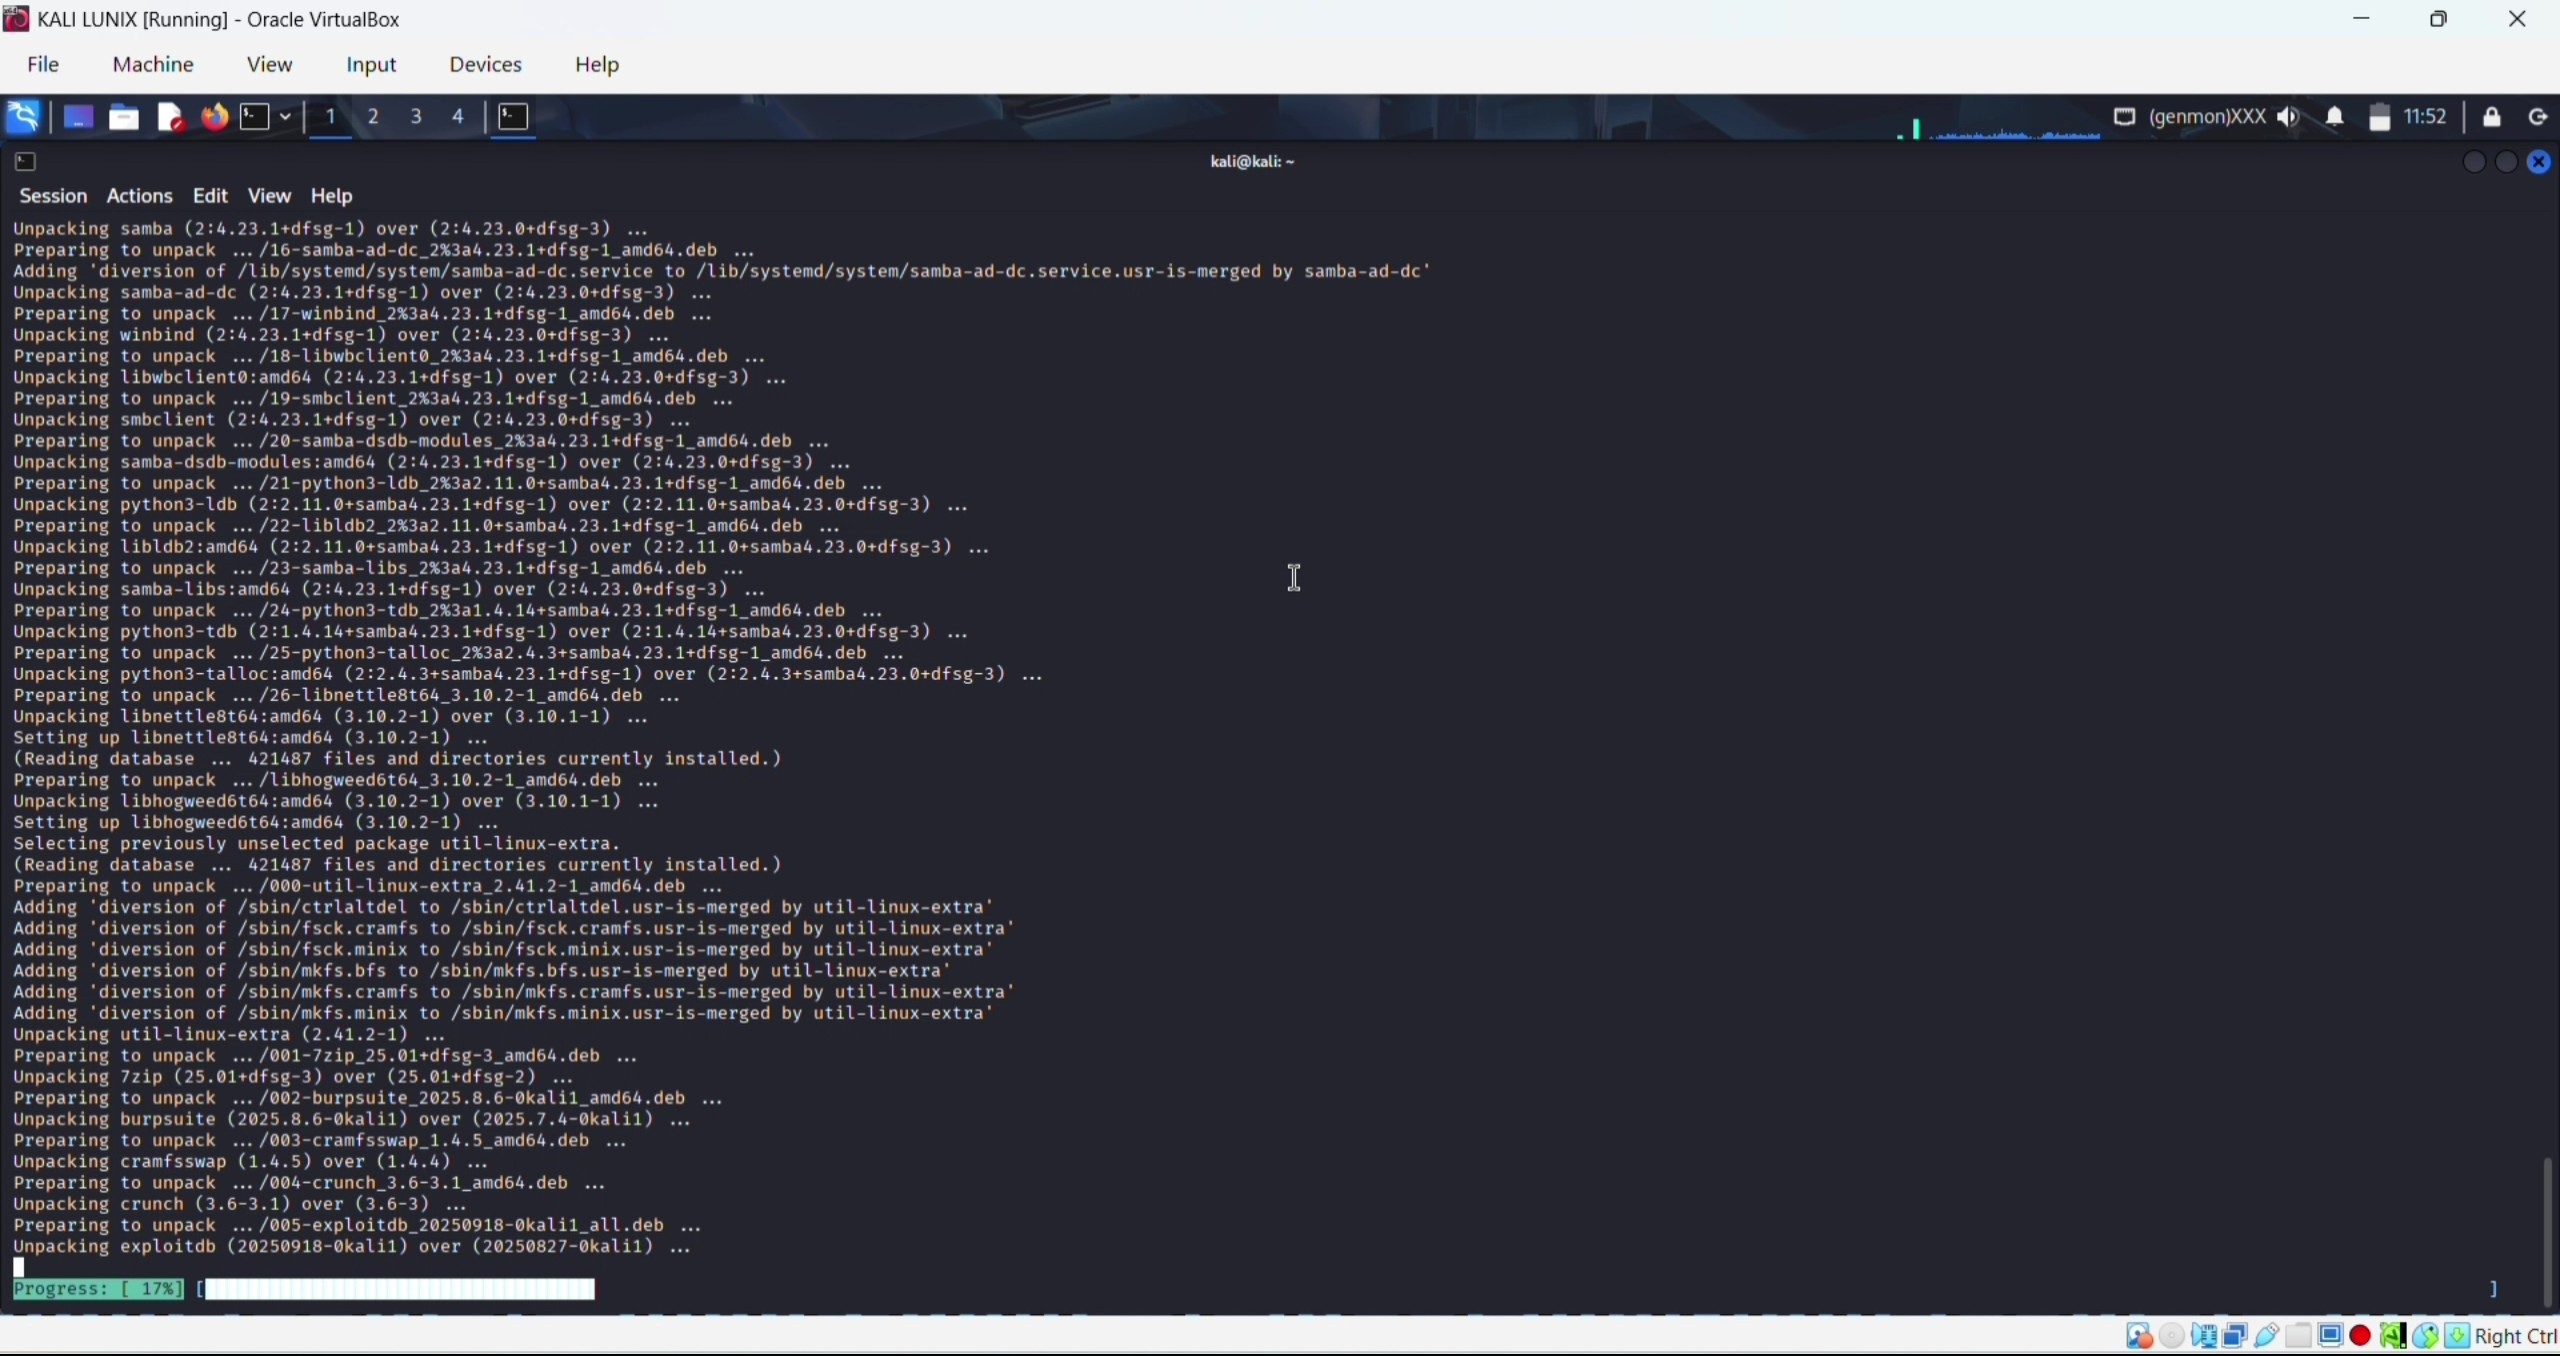 KALI LUNIX [Running] - Oracle VirtualBox
File Machine View Input Devices Help
1 2 3 4 (genmon)XXX 11:52
kali@kali: ~
Session Actions Edit View Help
Unpacking samba (2:4.23.1+dfsg-1) over (2:4.23.0+dfsg-3) ...
Preparing to unpack .../16-samba-ad-dc_2%3a4.23.1+dfsg-1_amd64.deb ...
Adding 'diversion of /lib/systemd/system/samba-ad-dc.service to /lib/systemd/system/samba-ad-dc.service.usr-is-merged by samba-ad-dc'
Unpacking samba-ad-dc (2:4.23.1+dfsg-1) over (2:4.23.0+dfsg-3) ...
Preparing to unpack .../17-winbind_2%3a4.23.1+dfsg-1_amd64.deb ...
Unpacking winbind (2:4.23.1+dfsg-1) over (2:4.23.0+dfsg-3) ...
Preparing to unpack .../18-libwbclient0_2%3a4.23.1+dfsg-1_amd64.deb ...
Unpacking libwbclient0:amd64 (2:4.23.1+dfsg-1) over (2:4.23.0+dfsg-3) ...
Preparing to unpack .../19-smbclient_2%3a4.23.1+dfsg-1_amd64.deb ...
Unpacking smbclient (2:4.23.1+dfsg-1) over (2:4.23.0+dfsg-3) ...
Preparing to unpack .../20-samba-dsdb-modules_2%3a4.23.1+dfsg-1_amd64.deb ...
Unpacking samba-dsdb-modules:amd64 (2:4.23.1+dfsg-1) over (2:4.23.0+dfsg-3) ...
Preparing to unpack .../21-python3-ldb_2%3a2.11.0+samba4.23.1+dfsg-1_amd64.deb ...
Unpacking python3-ldb (2:2.11.0+samba4.23.1+dfsg-1) over (2:2.11.0+samba4.23.0+dfsg-3) ...
Preparing to unpack .../22-libldb2_2%3a2.11.0+samba4.23.1+dfsg-1_amd64.deb ...
Unpacking libldb2:amd64 (2:2.11.0+samba4.23.1+dfsg-1) over (2:2.11.0+samba4.23.0+dfsg-3) ...
Preparing to unpack .../23-samba-libs_2%3a4.23.1+dfsg-1_amd64.deb ...
Unpacking samba-libs:amd64 (2:4.23.1+dfsg-1) over (2:4.23.0+dfsg-3) ...
Preparing to unpack .../24-python3-tdb_2%3a1.4.14+samba4.23.1+dfsg-1_amd64.deb ...
Unpacking python3-tdb (2:1.4.14+samba4.23.1+dfsg-1) over (2:1.4.14+samba4.23.0+dfsg-3) ...
Preparing to unpack .../25-python3-talloc_2%3a2.4.3+samba4.23.1+dfsg-1_amd64.deb ...
Unpacking python3-talloc:amd64 (2:2.4.3+samba4.23.1+dfsg-1) over (2:2.4.3+samba4.23.0+dfsg-3) ...
Preparing to unpack .../26-libnettle8t64_3.10.2-1_amd64.deb ...
Unpacking libnettle8t64:amd64 (3.10.2-1) over (3.10.1-1) ...
Setting up libnettle8t64:amd64 (3.10.2-1) ...
(Reading database ... 421487 files and directories currently installed.)
Preparing to unpack .../libhogweed6t64_3.10.2-1_amd64.deb ...
Unpacking libhogweed6t64:amd64 (3.10.2-1) over (3.10.1-1) ...
Setting up libhogweed6t64:amd64 (3.10.2-1) ...
Selecting previously unselected package util-linux-extra.
(Reading database ... 421487 files and directories currently installed.)
Preparing to unpack .../000-util-linux-extra_2.41.2-1_amd64.deb ...
Adding 'diversion of /sbin/ctrlaltdel to /sbin/ctrlaltdel.usr-is-merged by util-linux-extra'
Adding 'diversion of /sbin/fsck.cramfs to /sbin/fsck.cramfs.usr-is-merged by util-linux-extra'
Adding 'diversion of /sbin/fsck.minix to /sbin/fsck.minix.usr-is-merged by util-linux-extra'
Adding 'diversion of /sbin/mkfs.bfs to /sbin/mkfs.bfs.usr-is-merged by util-linux-extra'
Adding 'diversion of /sbin/mkfs.cramfs to /sbin/mkfs.cramfs.usr-is-merged by util-linux-extra'
Adding 'diversion of /sbin/mkfs.minix to /sbin/mkfs.minix.usr-is-merged by util-linux-extra'
Unpacking util-linux-extra (2.41.2-1) ...
Preparing to unpack .../001-7zip_25.01+dfsg-3_amd64.deb ...
Unpacking 7zip (25.01+dfsg-3) over (25.01+dfsg-2) ...
Preparing to unpack .../002-burpsuite_2025.8.6-0kali1_amd64.deb ...
Unpacking burpsuite (2025.8.6-0kali1) over (2025.7.4-0kali1) ...
Preparing to unpack .../003-cramfsswap_1.4.5_amd64.deb ...
Unpacking cramfsswap (1.4.5) over (1.4.4) ...
Preparing to unpack .../004-crunch_3.6-3.1_amd64.deb ...
Unpacking crunch (3.6-3.1) over (3.6-3) ...
Preparing to unpack .../005-exploitdb_20250918-0kali1_all.deb ...
Unpacking exploitdb (20250918-0kali1) over (20250827-0kali1) ...
Progress: [ 17%] [ ]
Right Ctrl